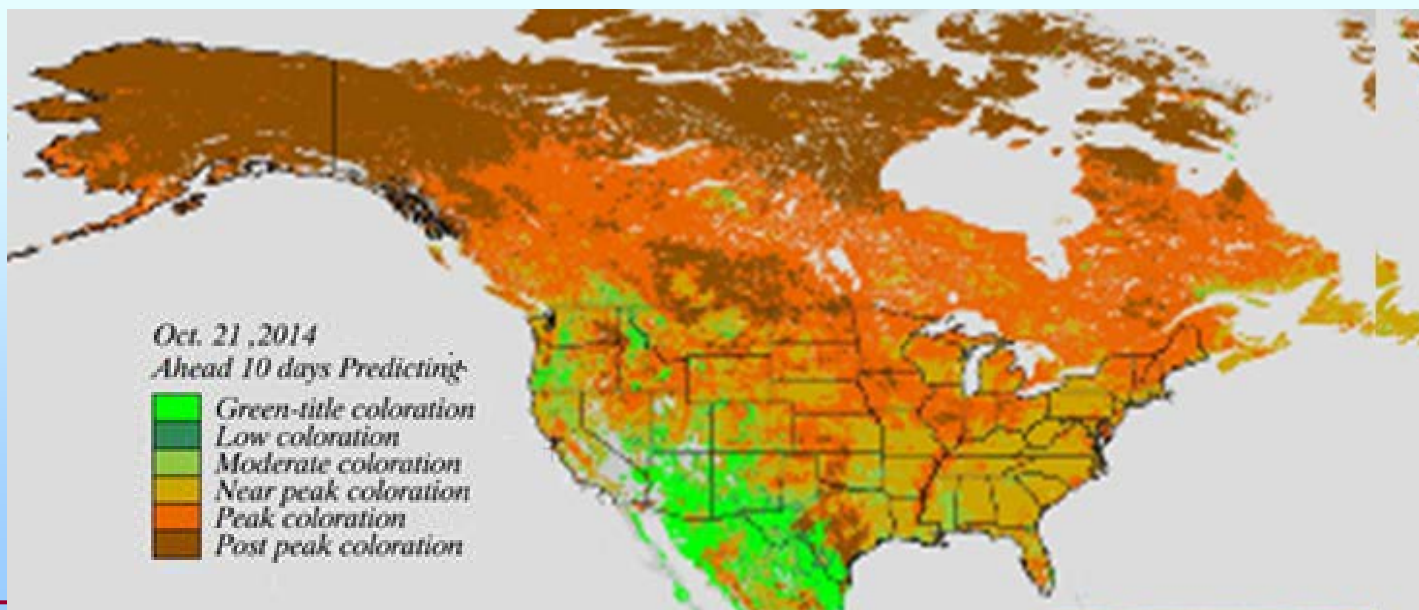 Oct. 21 ,2014
Ahead 10 days Predicting
Green-title coloration
Low coloration
Moderate coloration
Near peak coloration
Peak coloration
Post peak coloration